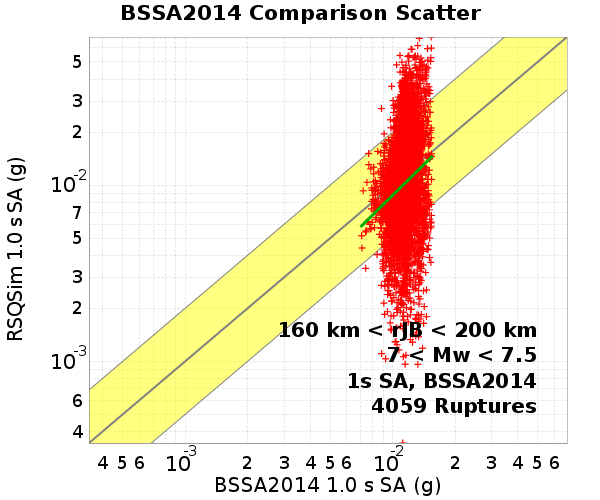 BSSA2014 Comparison Scatter
RSQSim 1.0 s SA (g)
5
3
2
10-2
7
5
3
2
10-3
6
4
160 km < rJB < 200 km
7 < Mw < 7.5
1s SA, BSSA2014
4059 Ruptures
4 5 6 10-3 2 3 4 5 6 10-2 2 3 4 5 6
BSSA2014 1.0 s SA (g)